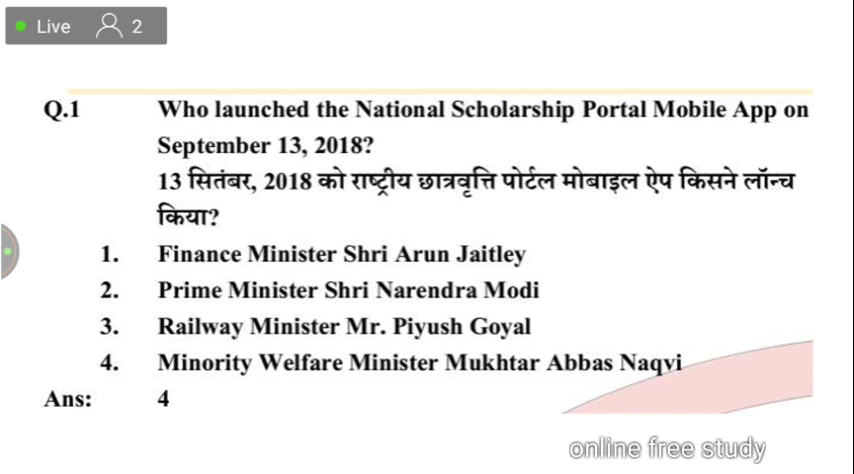 Live 2
Q.1 Who launched the National Scholarship Portal Mobile App on
September 13, 2018?
13 सितंबर, 2018 को राष्ट्रीय छात्रवृत्ति पोर्टल मोबाइल ऐप किसने लॉन्च
किया?
1. Finance Minister Shri Arun Jaitley
2. Prime Minister Shri Narendra Modi
3. Railway Minister Mr. Piyush Goyal
4. Minority Welfare Minister Mukhtar Abbas Naqvi
Ans: 4
online free study